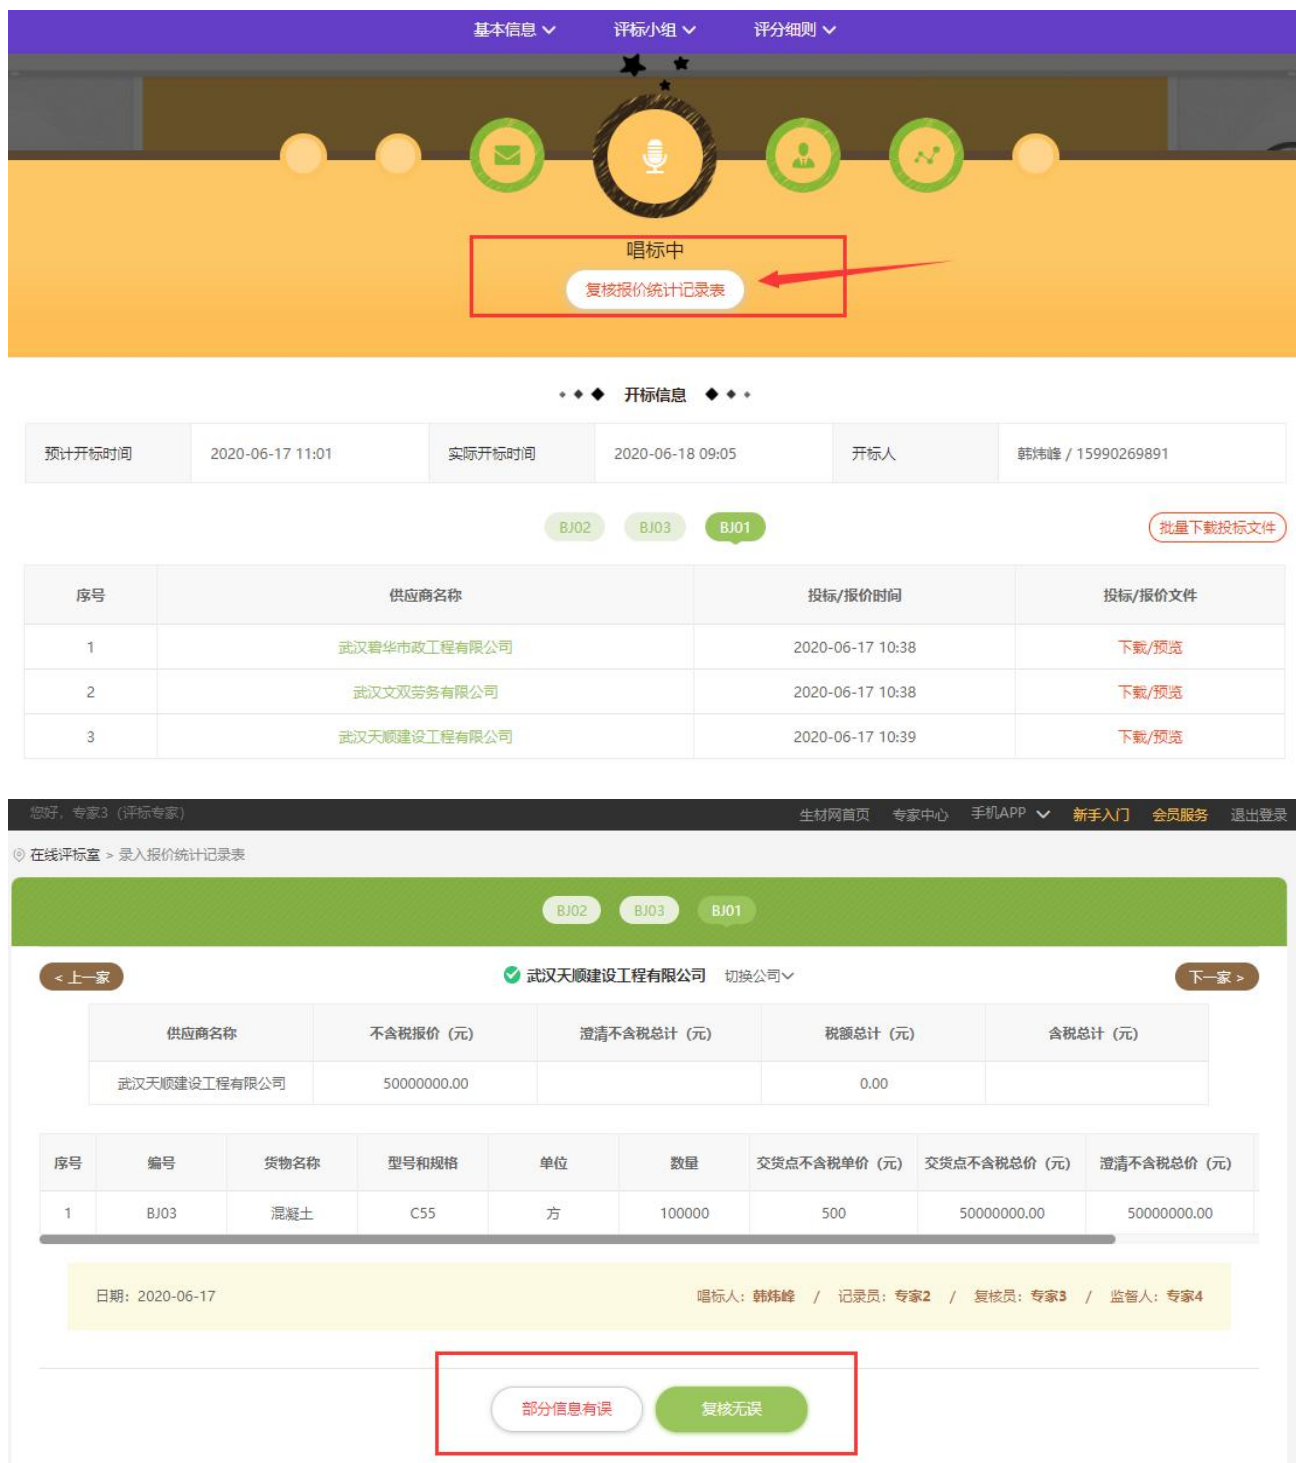 基本信息 评标小组 评分细则
唱标中
复核报价统计记录表
开标信息
预计开标时间 2020-06-17 11:01 实际开标时间 2020-06-18 09:05 开标人 韩炜峰 / 15990269891
BJ02 BJ03 BJ01 批量下载投标文件
序号 供应商名称 投标/报价时间 投标/报价文件
1 武汉碧华市政工程有限公司 2020-06-17 10:38 下载/预览
2 武汉文双劳务有限公司 2020-06-17 10:38 下载/预览
3 武汉天顺建设工程有限公司 2020-06-17 10:39 下载/预览
您好，专家3（评标专家） 生材网首页 专家中心 手机APP 新手入门 会员服务 退出登录
在线评标室 > 录入报价统计记录表
BJ02 BJ03 BJ01
< 上一家 武汉天顺建设工程有限公司 切换公司 下一家 >
供应商名称 不含税报价（元） 澄清不含税总计（元） 税额总计（元） 含税总计（元）
武汉天顺建设工程有限公司 50000000.00 0.00
序号 编号 货物名称 型号和规格 单位 数量 交货点不含税单价（元） 交货点不含税总价（元） 澄清不含税总价（元）
1 BJ03 混凝土 C55 方 100000 500 50000000.00 50000000.00
日期：2020-06-17 唱标人：韩炜峰 / 记录员：专家2 / 复核员：专家3 / 监督人：专家4
部分信息有误 复核无误